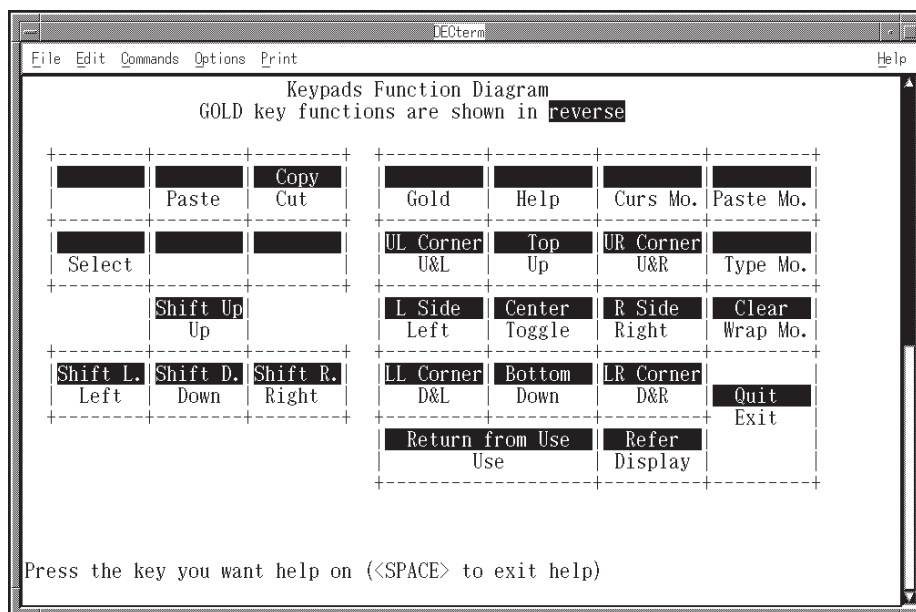 DECterm
File Edit Commands Options Print Help
Keypads Function Diagram
GOLD key functions are shown in reverse
Copy
Paste Cut Gold Help Curs Mo. Paste Mo.
UL Corner Top UR Corner
Select U&L Up U&R Type Mo.
Shift Up L Side Center R Side Clear
Up Left Toggle Right Wrap Mo.
Shift L. Shift D. Shift R. LL Corner Bottom LR Corner
Left Down Right D&L Down D&R Quit
Exit
Return from Use Refer
Use Display
Press the key you want help on (<SPACE> to exit help)